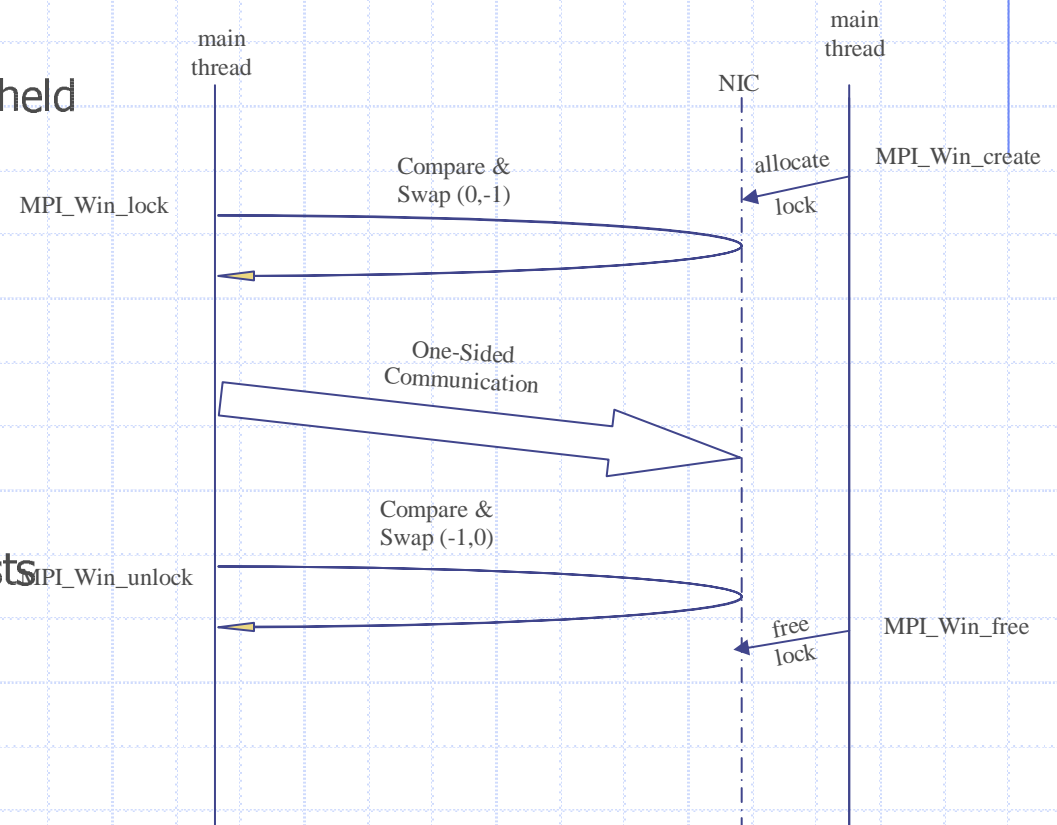 main
thread
main
thread
held
NIC
Compare &
Swap (0,-1)
allocate
lock
MPI_Win_create
MPI_Win_lock
One-Sided
Communication
Compare &
Swap (-1,0)
sts
MPI_Win_unlock
free
lock
MPI_Win_free